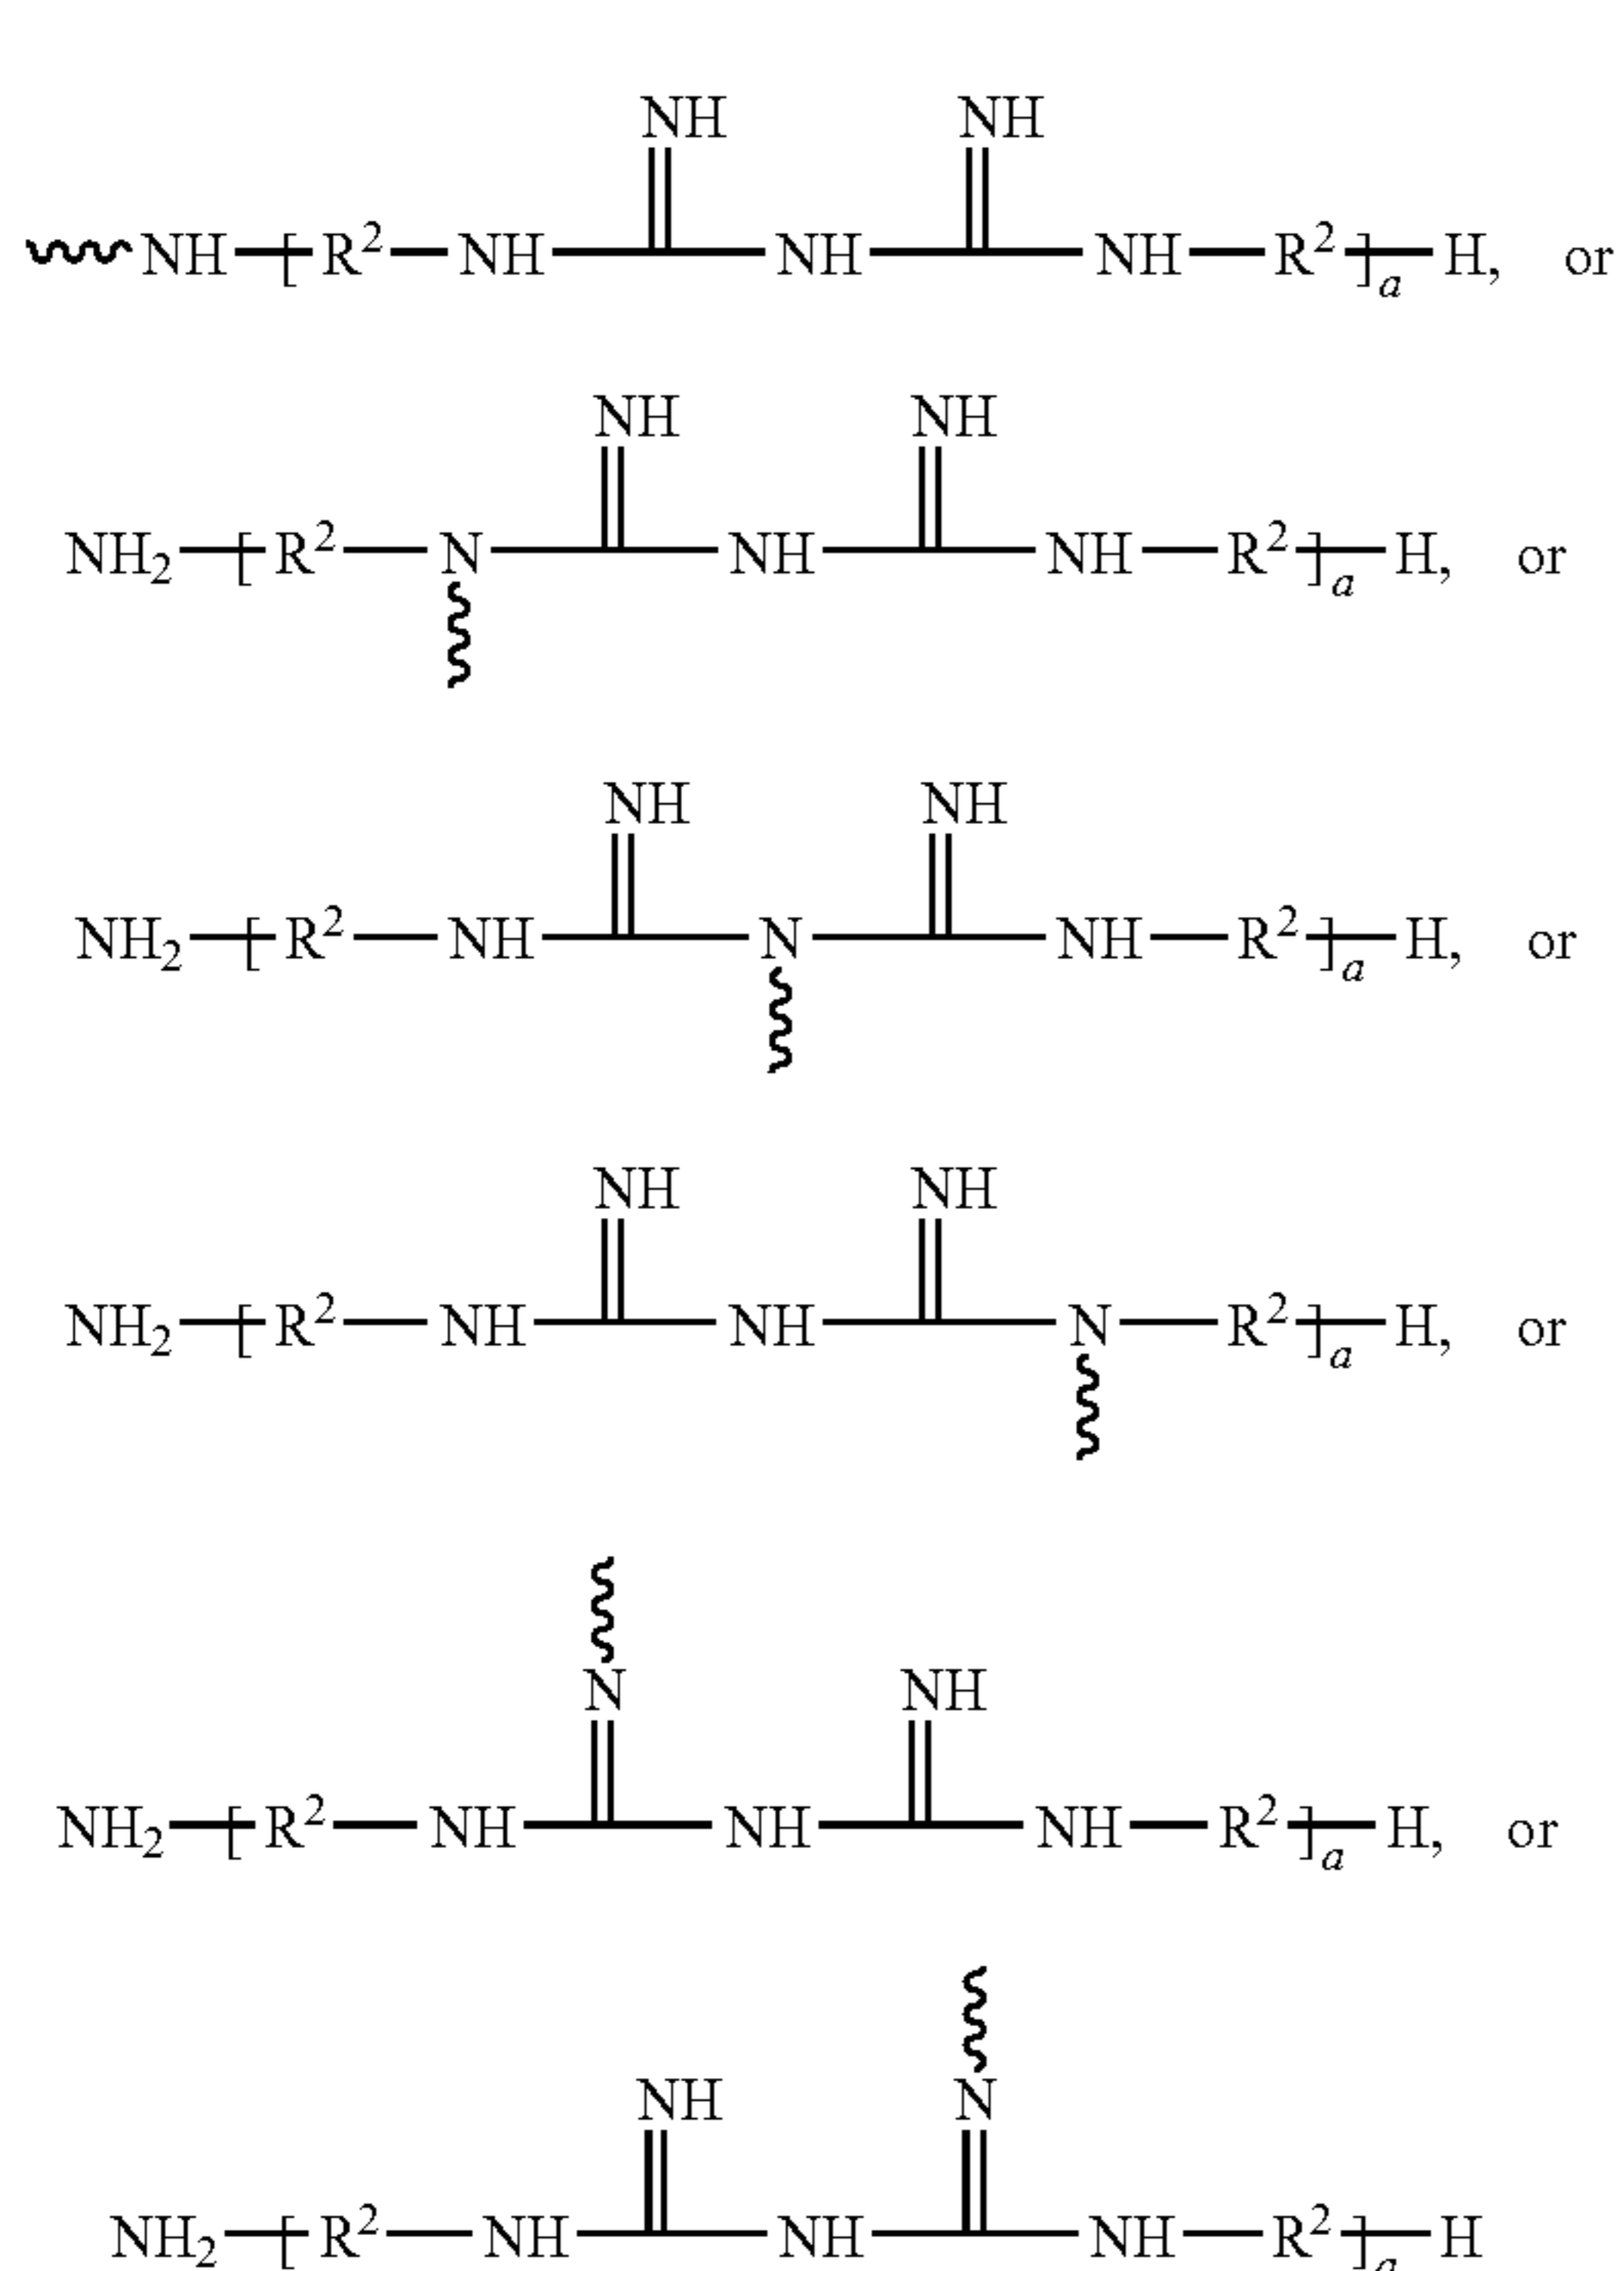 NH NH
NH [ R2 NH NH NH R2 ]a H, or
NH NH
NH2 [ R2 N NH NH R2 ]a H, or
NH NH
NH2 [ R2 NH N NH R2 ]a H, or
NH NH
NH2 [ R2 NH NH N R2 ]a H, or
N NH
NH2 [ R2 NH NH NH R2 ]a H, or
NH N
NH2 [ R2 NH NH NH R2 ]a H